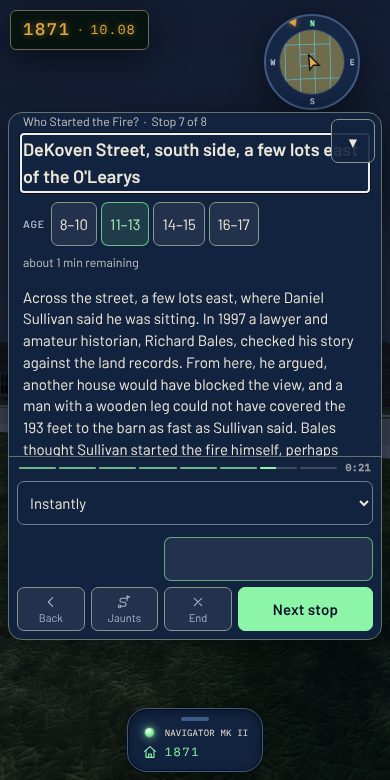 1871 · 10.08
N
W
E
S
Who Started the Fire? · Stop 7 of 8
DeKoven Street, south side, a few lots east
of the O'Learys
▼
AGE
8–10
11–13
14–15
16–17
about 1 min remaining
Across the street, a few lots east, where Daniel
Sullivan said he was sitting. In 1997 a lawyer and
amateur historian, Richard Bales, checked his story
against the land records. From here, he argued,
another house would have blocked the view, and a
man with a wooden leg could not have covered the
193 feet to the barn as fast as Sullivan said. Bales
thought Sullivan started the fire himself, perhaps
0:21
Instantly
Back
Jaunts
End
Next stop
NAVIGATOR MK II
1871